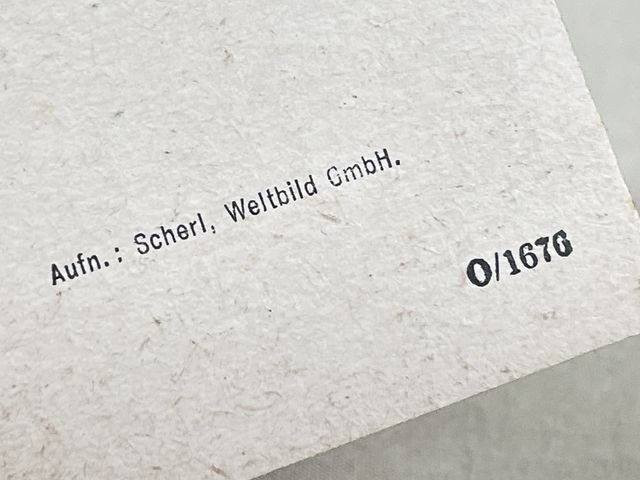 Aufn.: Scherl, Weltbild GmbH.
O/1676